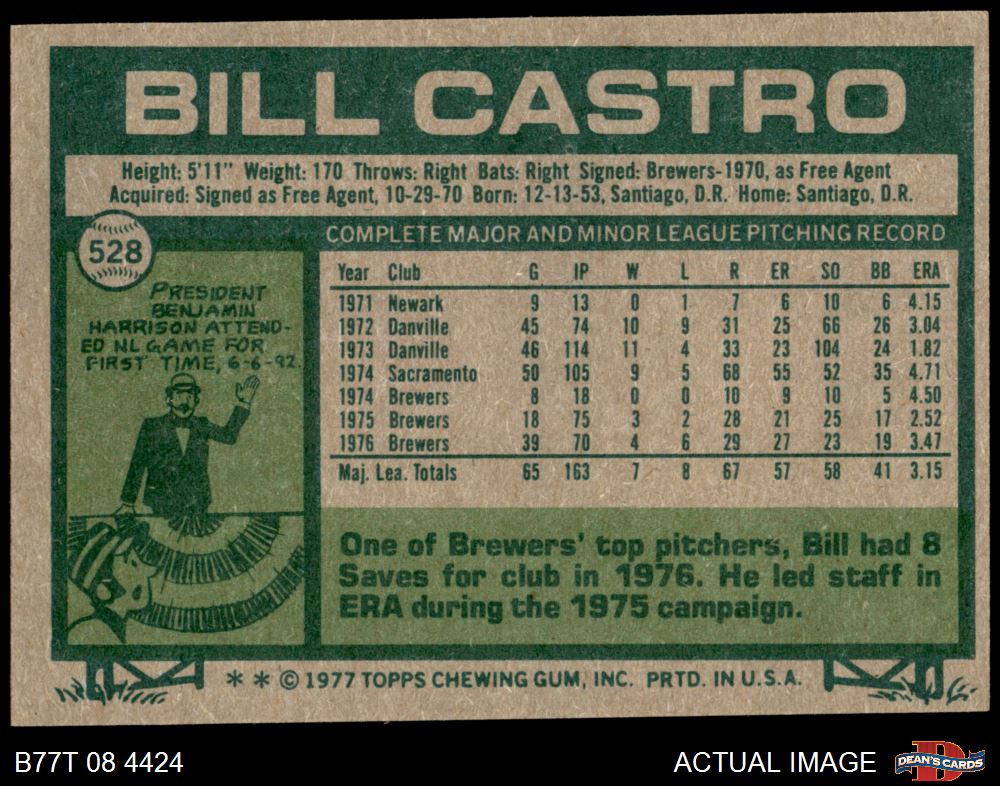 BILL CASTRO
Height: 5'11" Weight: 170 Throws: Right Bats: Right Signed: Brewers-1970, as Free Agent
Acquired: Signed as Free Agent, 10-29-70 Born: 12-13-53, Santiago, D.R. Home: Santiago, D.R.
528
PRESIDENT
BENJAMIN
HARRISON ATTEND-
ED NL GAME FOR
FIRST TIME, 6-6-92.
COMPLETE MAJOR AND MINOR LEAGUE PITCHING RECORD
Year Club G IP W L R ER SO BB ERA
1971 Newark 9 13 0 1 7 6 10 6 4.15
1972 Danville 45 74 10 9 31 25 66 26 3.04
1973 Danville 46 114 11 4 33 23 104 24 1.82
1974 Sacramento 50 105 9 5 68 55 52 35 4.71
1974 Brewers 8 18 0 0 10 9 10 5 4.50
1975 Brewers 18 75 3 2 28 21 25 17 2.52
1976 Brewers 39 70 4 6 29 27 23 19 3.47
Maj. Lea. Totals 65 163 7 8 67 57 58 41 3.15
One of Brewers' top pitchers, Bill had 8
Saves for club in 1976. He led staff in
ERA during the 1975 campaign.
* * © 1977 TOPPS CHEWING GUM, INC. PRTD. IN U.S.A.
B77T 08 4424
ACTUAL IMAGE
D
DEAN'S CARDS